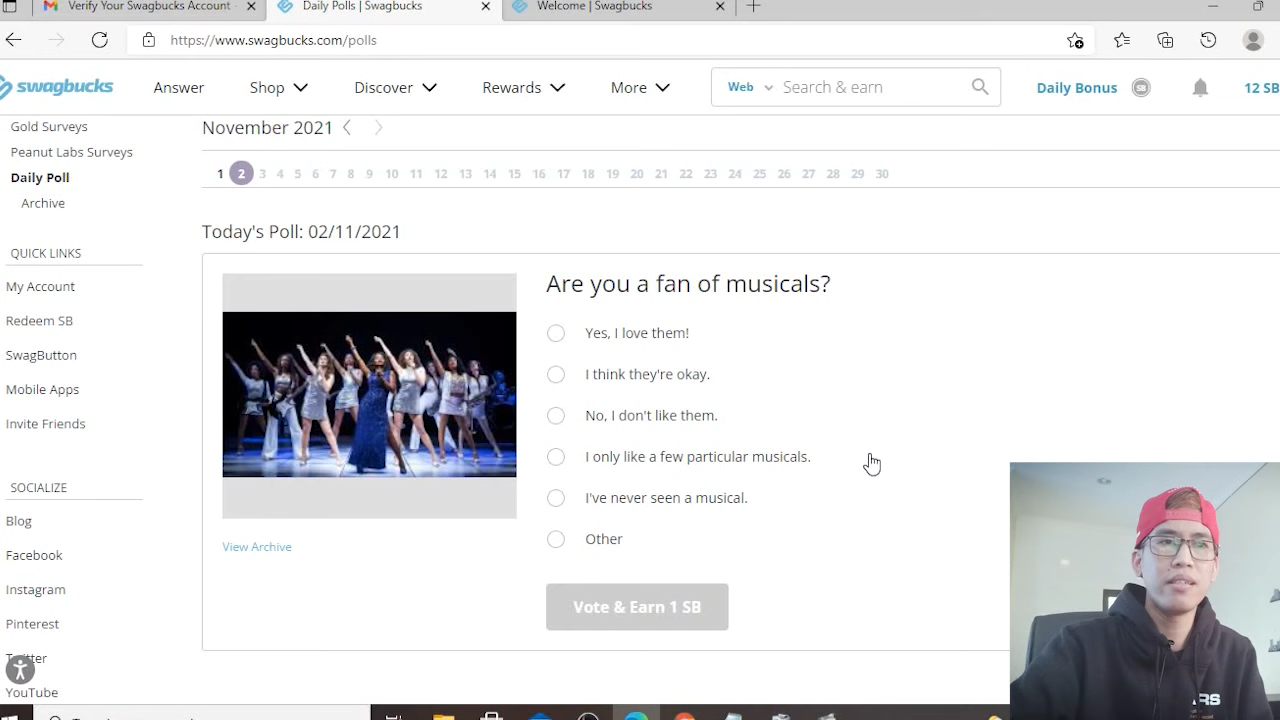 Verify Your Swagbucks Account
Daily Polls | Swagbucks
Welcome | Swagbucks
https://www.swagbucks.com/polls
swagbucks
Answer
Shop
Discover
Rewards
More
Web
Search & earn
Daily Bonus
SB
12 SB
Gold Surveys
Peanut Labs Surveys
Daily Poll
Archive
QUICK LINKS
My Account
Redeem SB
SwagButton
Mobile Apps
Invite Friends
SOCIALIZE
Blog
Facebook
Instagram
Pinterest
Twitter
YouTube
November 2021
1 2 3 4 5 6 7 8 9 10 11 12 13 14 15 16 17 18 19 20 21 22 23 24 25 26 27 28 29 30
Today's Poll: 02/11/2021
Are you a fan of musicals?
Yes, I love them!
I think they're okay.
No, I don't like them.
I only like a few particular musicals.
I've never seen a musical.
Other
View Archive
Vote & Earn 1 SB